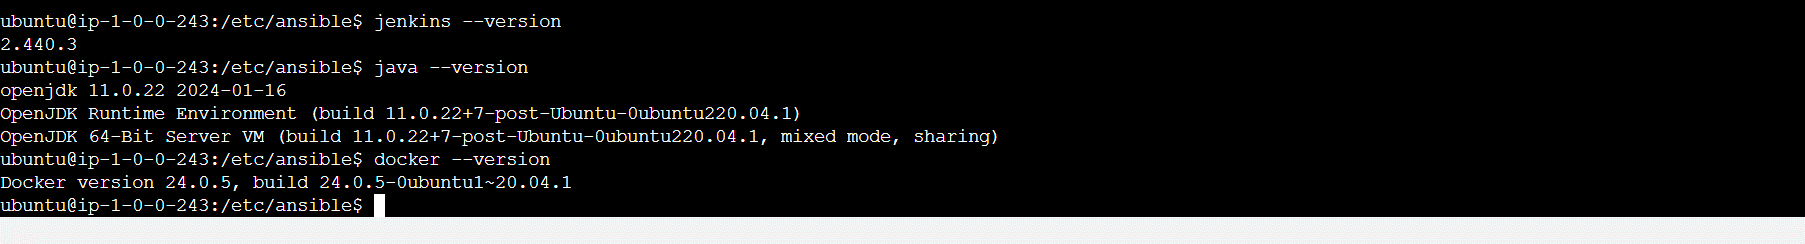 ubuntu@ip-1-0-0-243:/etc/ansible$ jenkins --version
2.440.3
ubuntu@ip-1-0-0-243:/etc/ansible$ java --version
openjdk 11.0.22 2024-01-16
OpenJDK Runtime Environment (build 11.0.22+7-post-Ubuntu-0ubuntu220.04.1)
OpenJDK 64-Bit Server VM (build 11.0.22+7-post-Ubuntu-0ubuntu220.04.1, mixed mode, sharing)
ubuntu@ip-1-0-0-243:/etc/ansible$ docker --version
Docker version 24.0.5, build 24.0.5-0ubuntu1~20.04.1
ubuntu@ip-1-0-0-243:/etc/ansible$